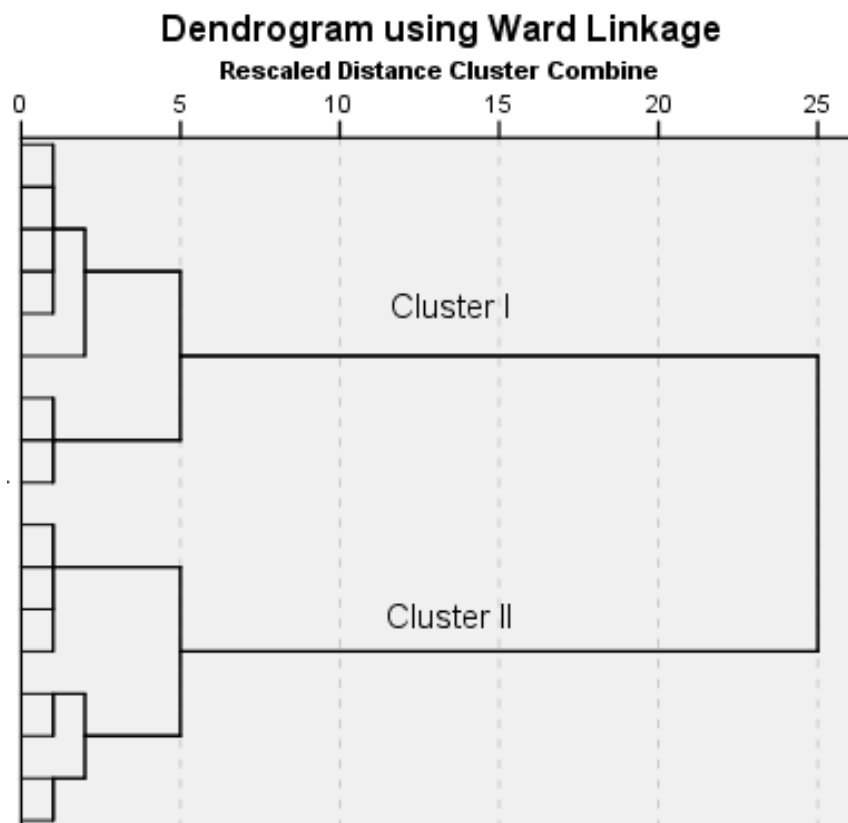 Dendrogram using Ward Linkage
Rescaled Distance Cluster Combine
0 5 10 15 20 25
Cluster I
Cluster II